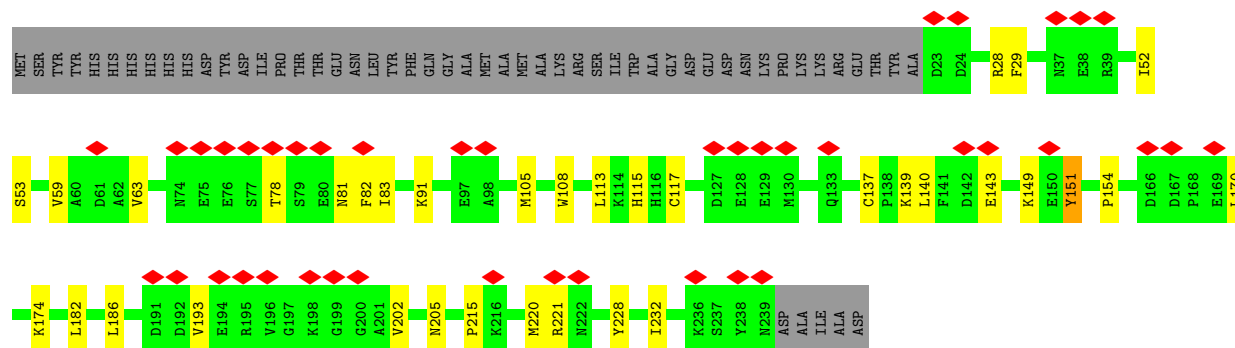 MET SER TYR TYR HIS HIS HIS HIS HIS HIS ASP TYR ASP ILE PRO THR THR GLU ASN LEU TYR PHE GLN GLY ALA MET ALA MET ALA LYS ARG SER ILE TRP ALA GLY ASP GLU ASP ASN LYS PRO LYS LYS ARG GLU THR TYR ALA D23 D24 R28 F29 N37 E38 R39 I52
S53 V59 A60 D61 A62 V63 N74 E75 E76 S77 T78 S79 E80 N81 F82 I83 K91 E97 A98 M105 W108 L113 K114 H115 H116 C117 D127 E128 E129 M130 Q133 C137 P138 K139 L140 F141 D142 E143 K149 E150 Y151 P154 D166 D167 P168 E169 L170
K174 L182 L186 D191 D192 V193 E194 R195 V196 G197 K198 G199 G200 A201 V202 N205 P215 K216 M220 R221 N222 Y228 I232 K236 S237 Y238 N239 ASP ALA ILE ALA ASP